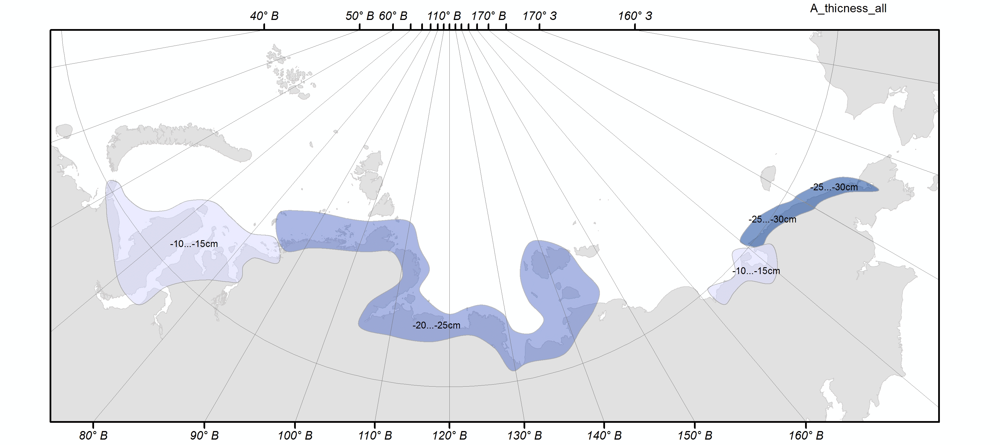 A_thicness_all
40° В 50° В 60° В 110° В 170° В 170° З 160° З
-25...-30cm
-25...-30cm
-10...-15cm
-10...-15cm
-20...-25cm
80° В 90° В 100° В 110° В 120° В 130° В 140° В 150° В 160° В